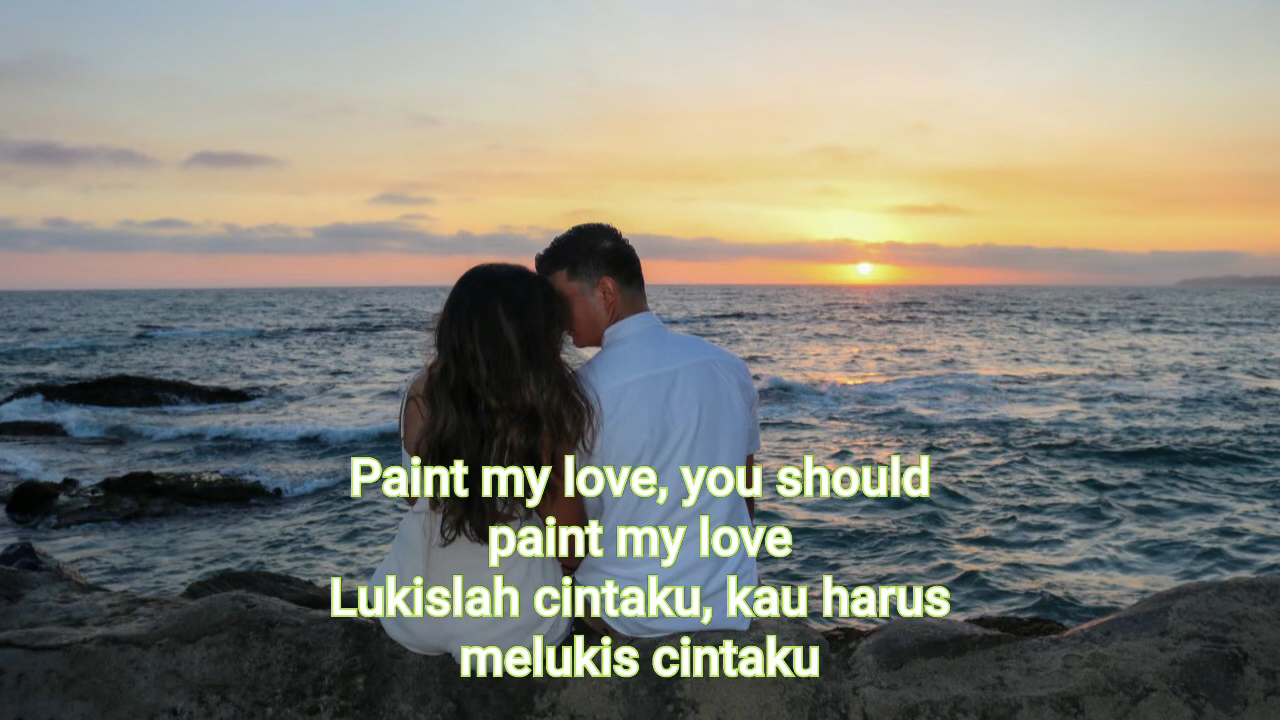 Paint my love, you should
paint my love
Lukislah cintaku, kau harus
melukis cintaku